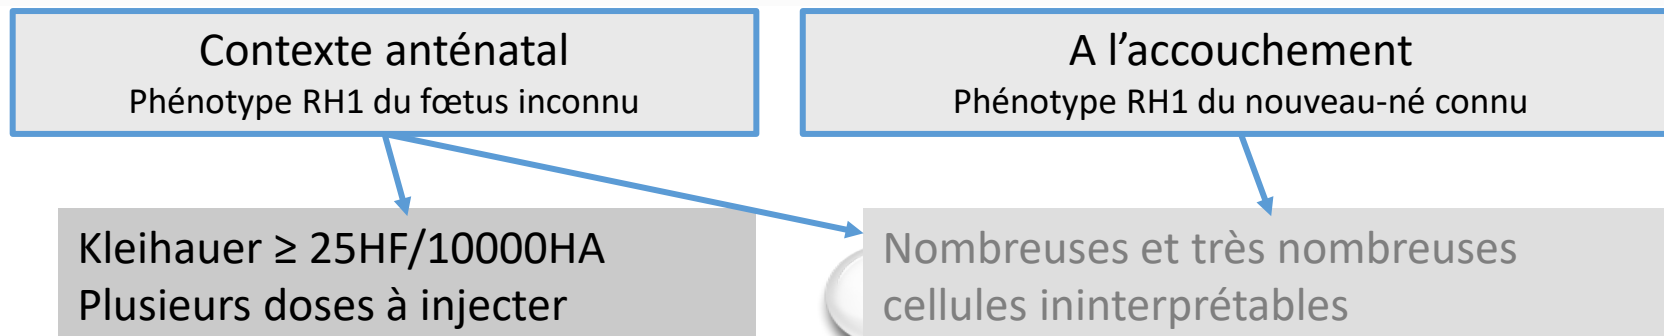 Contexte anténatal
Phénotype RH1 du fœtus inconnu
A l'accouchement
Phénotype RH1 du nouveau-né connu
Kleihauer ≥ 25HF/10000HA
Plusieurs doses à injecter
Nombreuses et très nombreuses
cellules ininterprétables